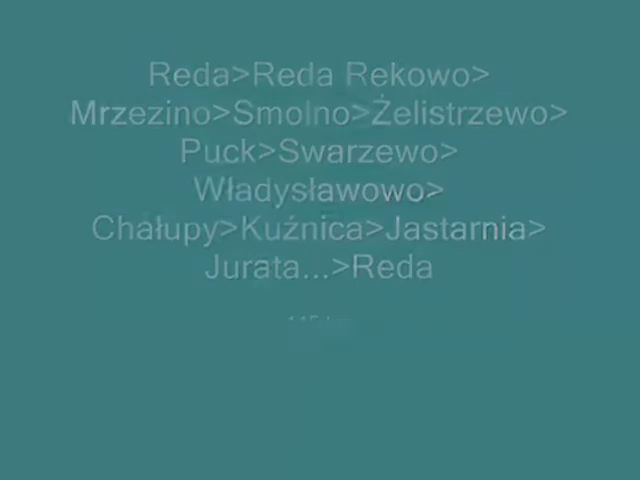 Reda>Reda Rekowo>
Mrzezino>Smolno>Żelistrzewo>
Puck>Swarzewo>
Władysławowo>
Chałupy>Kuźnica>Jastarnia>
Jurata...>Reda